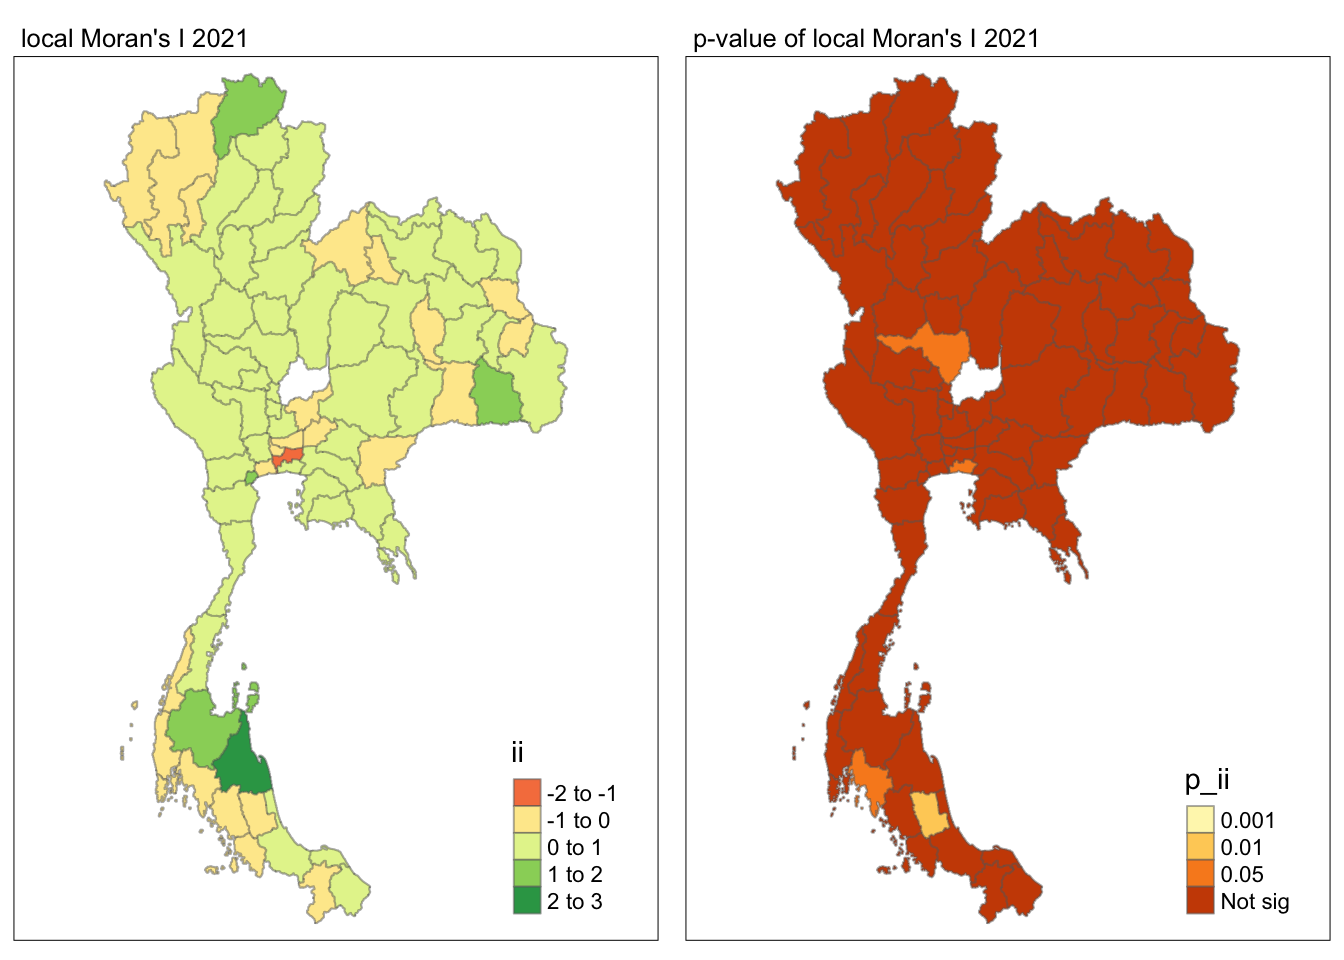 local Moran's I 2021
p-value of local Moran's I 2021
ii
-2 to -1
-1 to 0
0 to 1
1 to 2
2 to 3
p_ii
0.001
0.01
0.05
Not sig